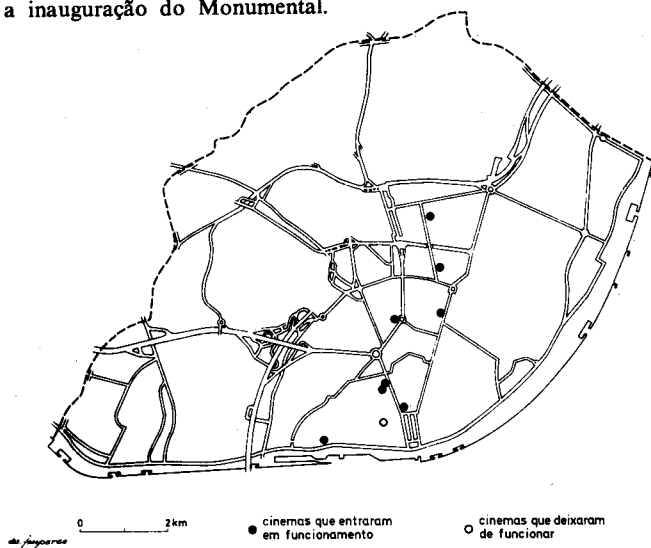 a inauguração do Monumental.
0 2km
cinemas que entraram
em funcionamento
cinemas que deixaram
de funcionar